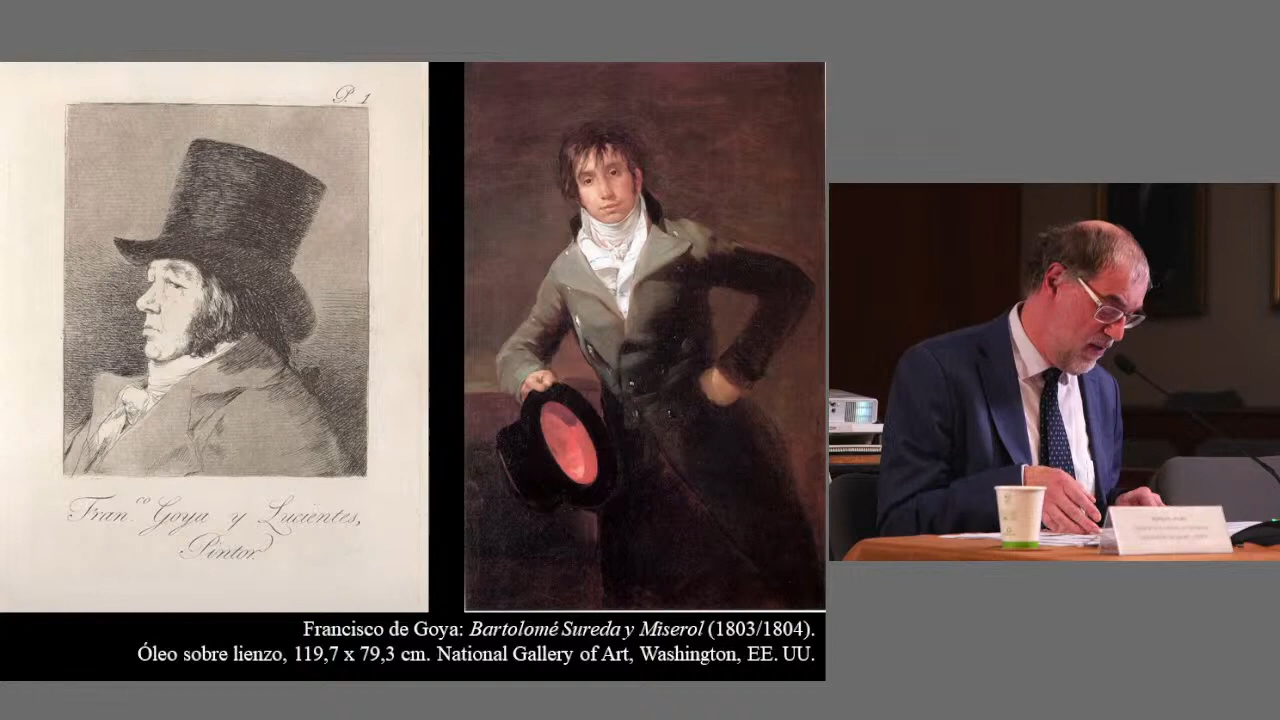 P. 1
Fran.co Goya y Lucientes,
Pintor
Francisco de Goya: Bartolomé Sureda y Miserol (1803/1804).
Óleo sobre lienzo, 119,7 x 79,3 cm. National Gallery of Art, Washington, EE. UU.